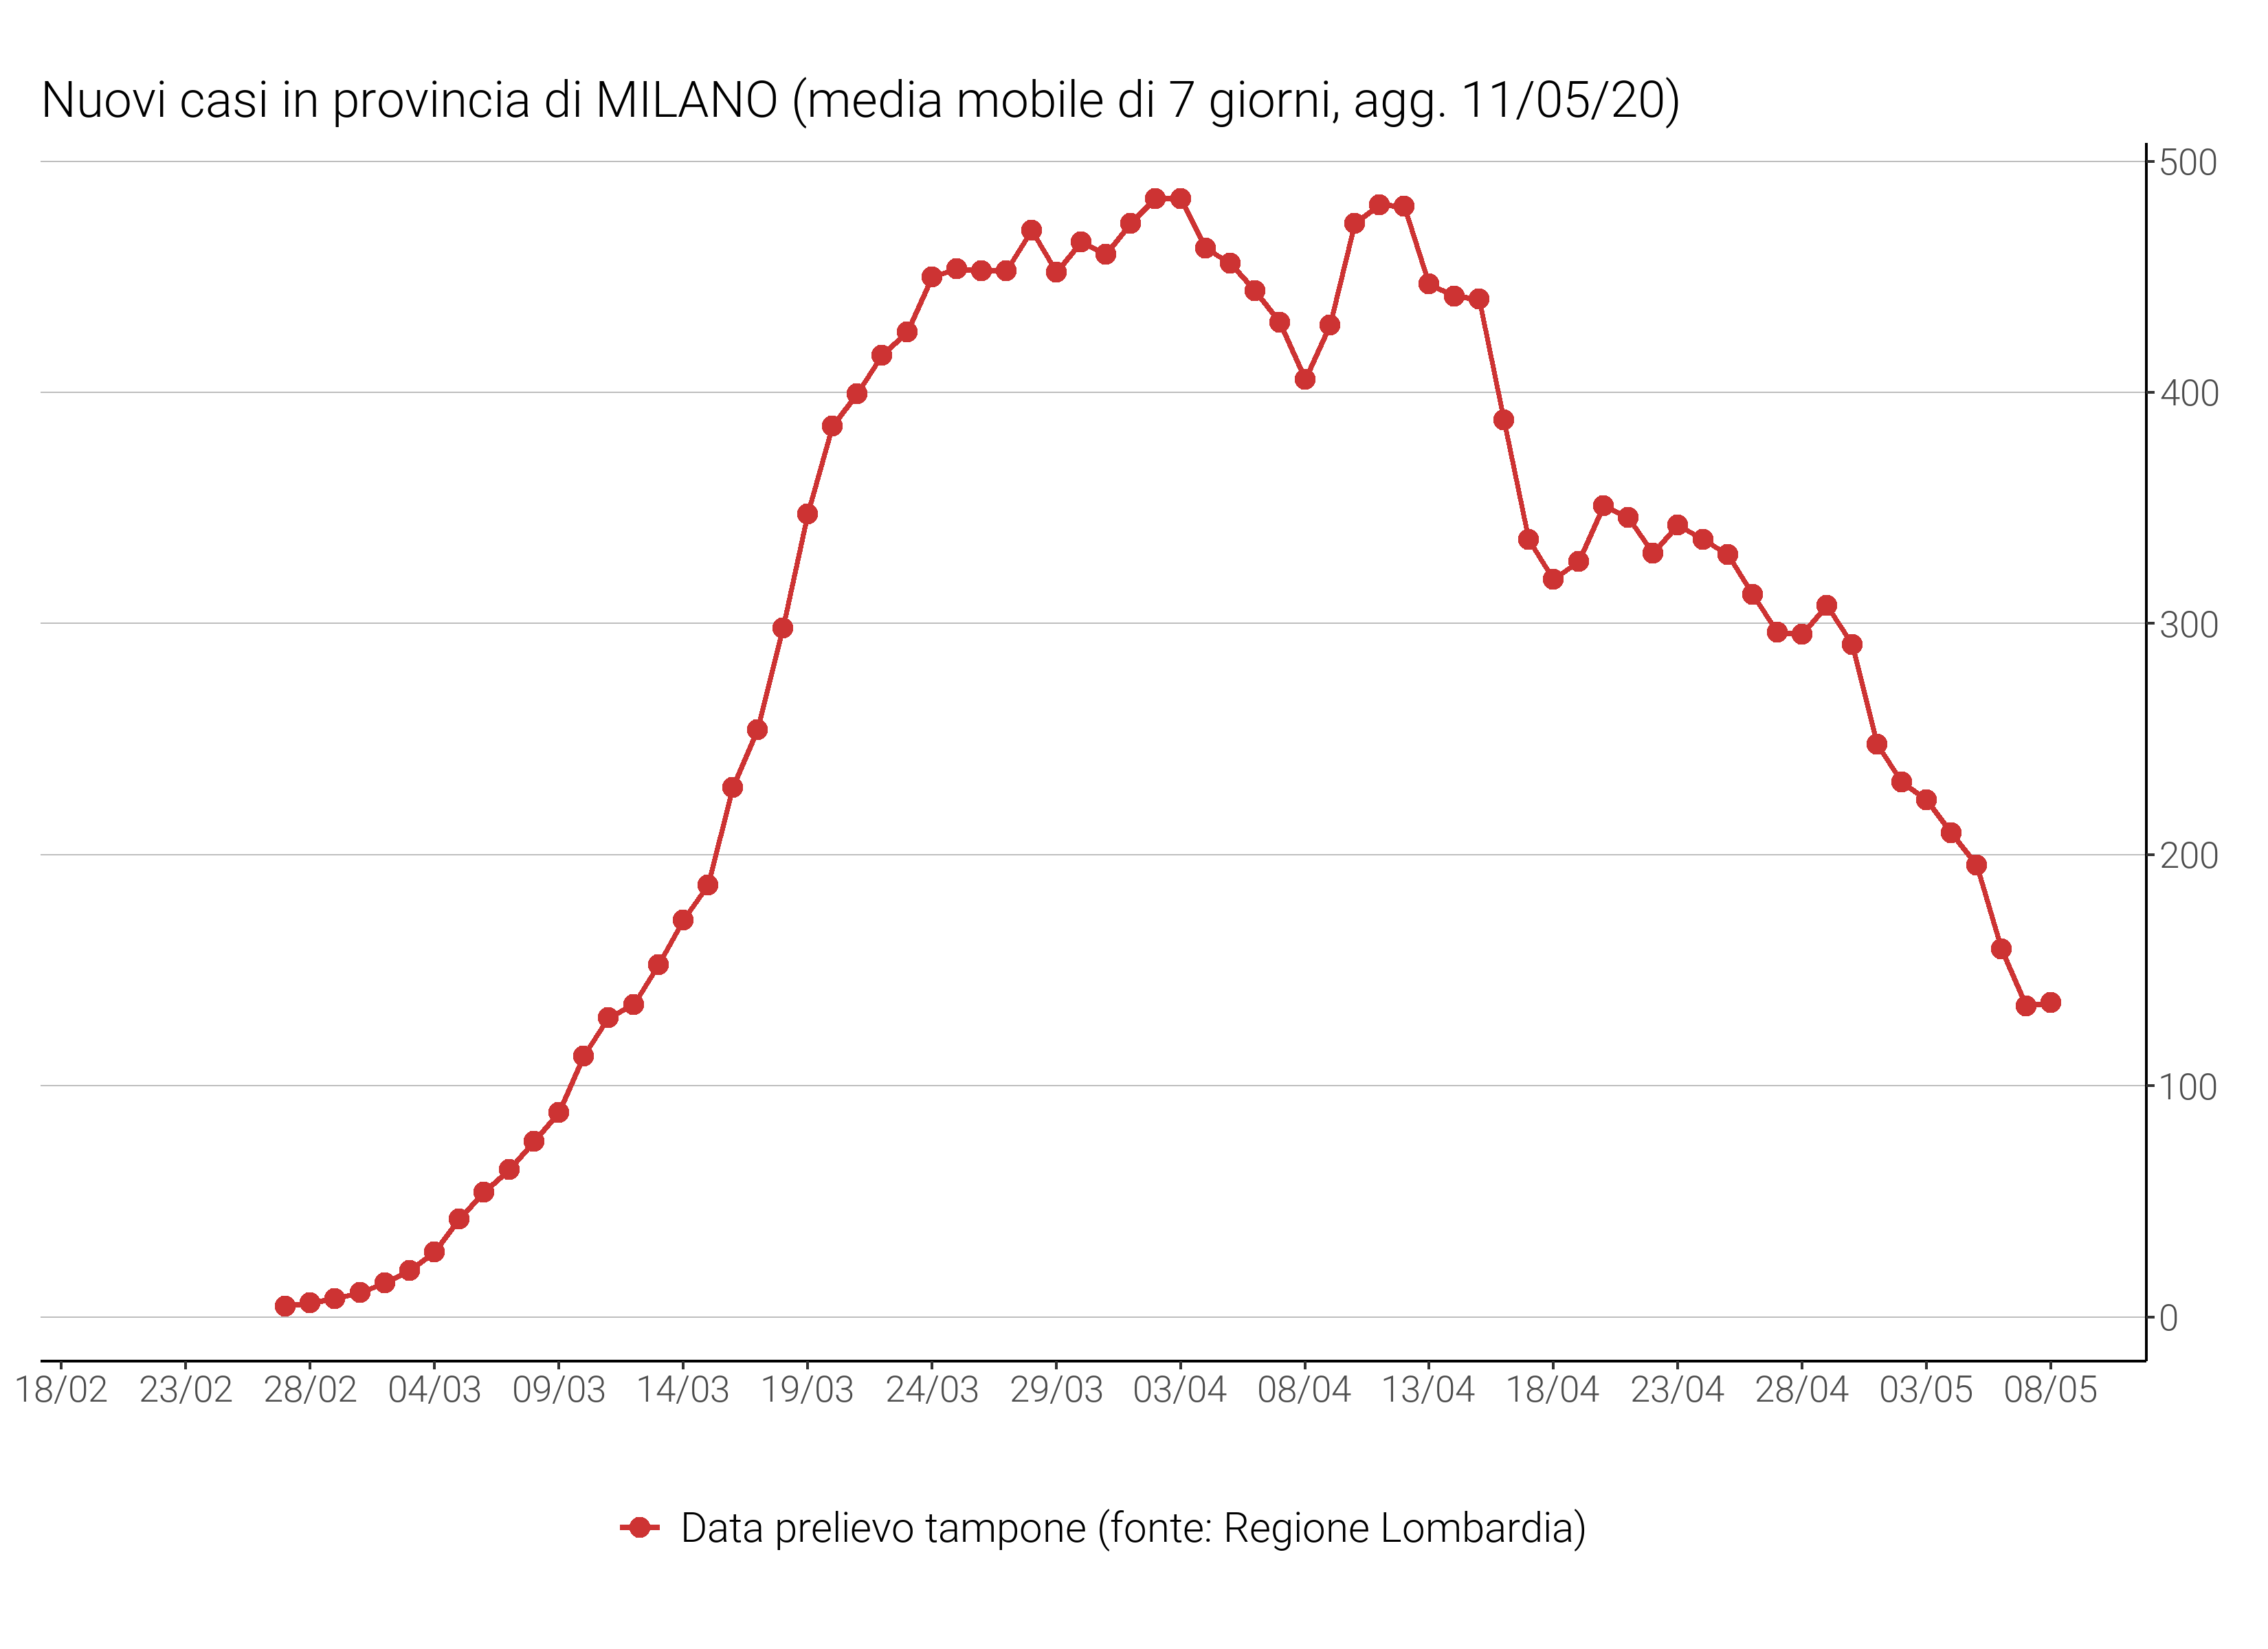 Nuovi casi in provincia di MILANO (media mobile di 7 giorni, agg. 11/05/20)
500
400
300
200
100
0
18/02 23/02 28/02 04/03 09/03 14/03 19/03 24/03 29/03 03/04 08/04 13/04 18/04 23/04 28/04 03/05 08/05
Data prelievo tampone (fonte: Regione Lombardia)